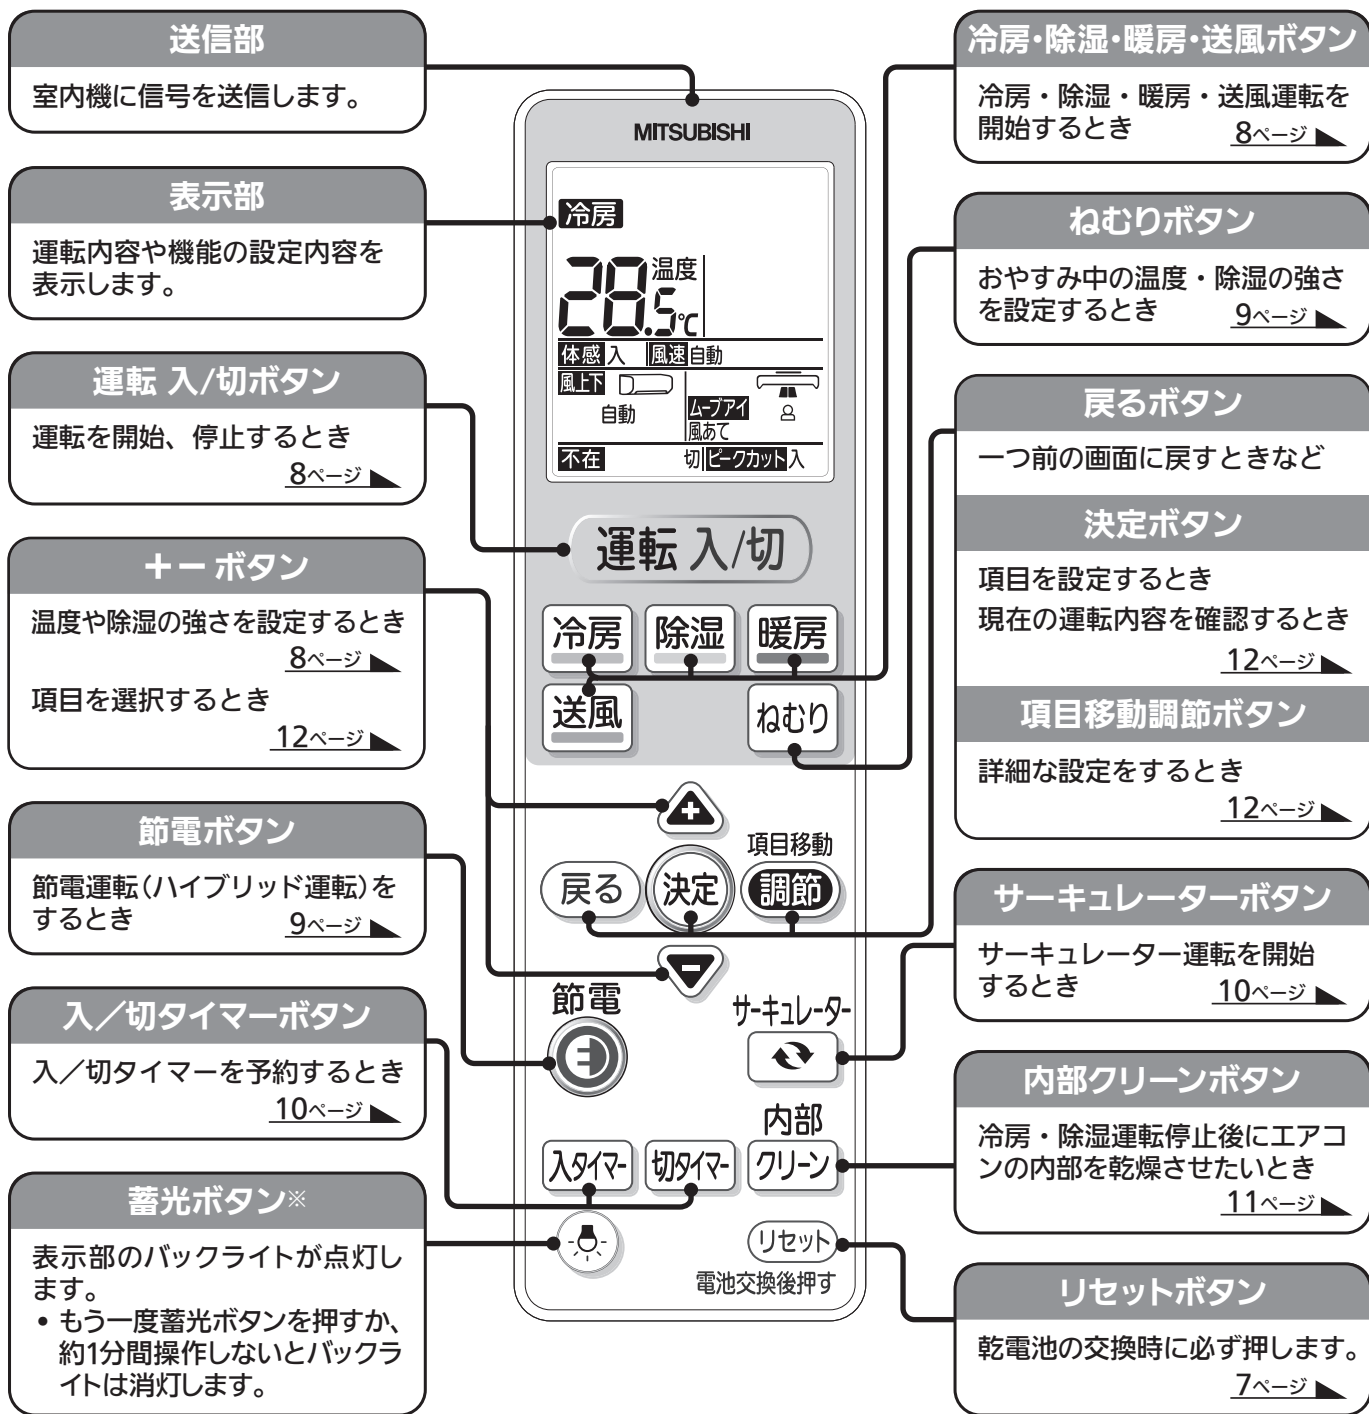 送信部
室内機に信号を送信します。
表示部
運転内容や機能の設定内容を
表示します。
運転 入/切ボタン
運転を開始、停止するとき
8ページ
＋－ ボタン
温度や除湿の強さを設定するとき
8ページ
項目を選択するとき
12ページ
節電ボタン
節電運転(ハイブリッド運転)を
するとき 9ページ
入／切タイマーボタン
入／切タイマーを予約するとき
10ページ
蓄光ボタン※
表示部のバックライトが点灯し
ます。
• もう一度蓄光ボタンを押すか、
約1分間操作しないとバックラ
イトは消灯します。
MITSUBISHI
冷房
28.5℃ 温度
体感 入 風速 自動
風上下
自動
ムーブアイ
風あて
不在 切 ピークカット 入
運転 入/切
冷房 除湿 暖房
送風 ねむり
+
項目移動
戻る 決定 調節
-
節電
サーキュレーター
内部
入タイマー 切タイマー クリーン
リセット
電池交換後押す
冷房・除湿・暖房・送風ボタン
冷房・除湿・暖房・送風運転を
開始するとき 8ページ
ねむりボタン
おやすみ中の温度・除湿の強さ
を設定するとき 9ページ
戻るボタン
一つ前の画面に戻すときなど
決定ボタン
項目を設定するとき
現在の運転内容を確認するとき
12ページ
項目移動調節ボタン
詳細な設定をするとき
12ページ
サーキュレーターボタン
サーキュレーター運転を開始
するとき 10ページ
内部クリーンボタン
冷房・除湿運転停止後にエアコ
ンの内部を乾燥させたいとき
11ページ
リセットボタン
乾電池の交換時に必ず押します。
7ページ